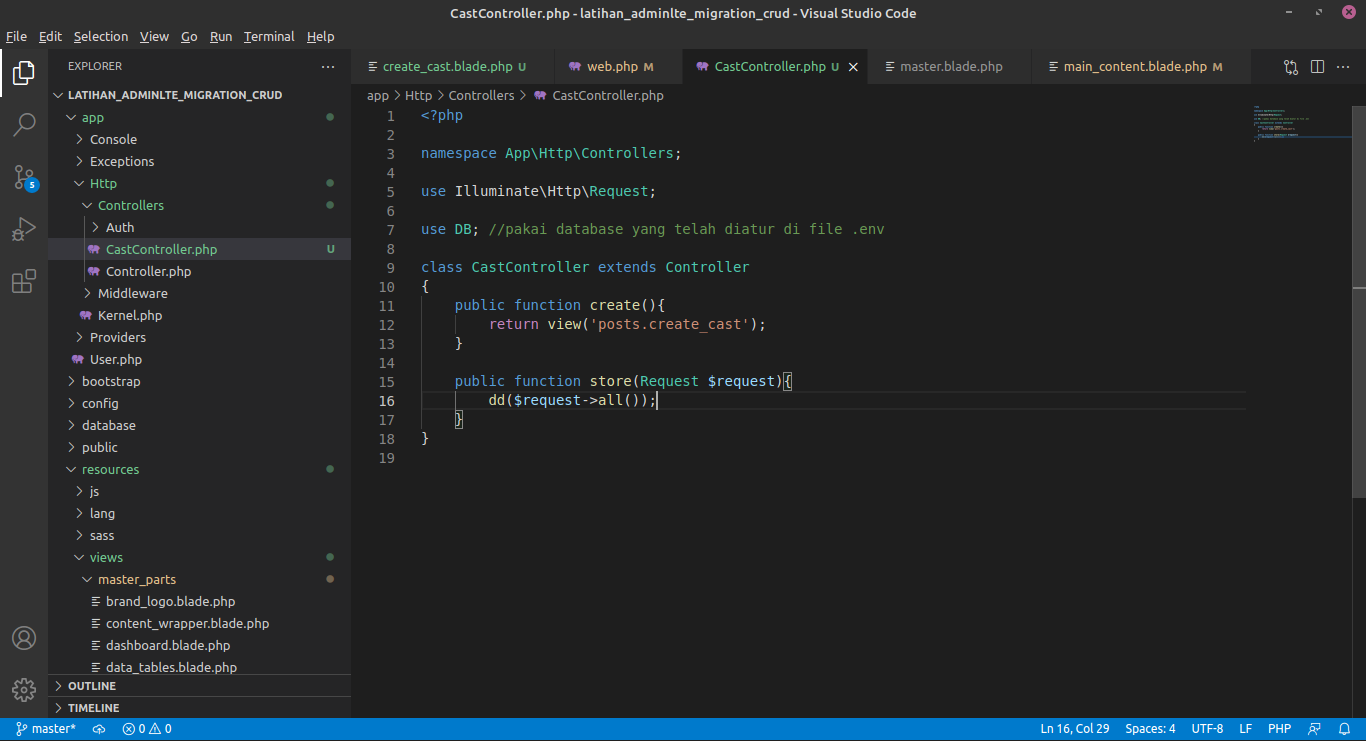 CastController.php - latihan_adminlte_migration_crud - Visual Studio Code
File Edit Selection View Go Run Terminal Help
EXPLORER
create_cast.blade.php U web.php M CastController.php U master.blade.php main_content.blade.php M
LATIHAN_ADMINLTE_MIGRATION_CRUD
app
Console
Exceptions
Http
Controllers
Auth
CastController.php U
Controller.php
Middleware
Kernel.php
Providers
User.php
bootstrap
config
database
public
resources
js
lang
sass
views
master_parts
brand_logo.blade.php
content_wrapper.blade.php
dashboard.blade.php
data_tables.blade.php
OUTLINE
TIMELINE
5
app > Http > Controllers > CastController.php
1 <?php
2
3 namespace App\Http\Controllers;
4
5 use Illuminate\Http\Request;
6
7 use DB; //pakai database yang telah diatur di file .env
8
9 class CastController extends Controller
10 {
11     public function create(){
12         return view('posts.create_cast');
13     }
14
15     public function store(Request $request){
16         dd($request->all());
17     }
18 }
19
master* 0 0 Ln 16, Col 29 Spaces: 4 UTF-8 LF PHP